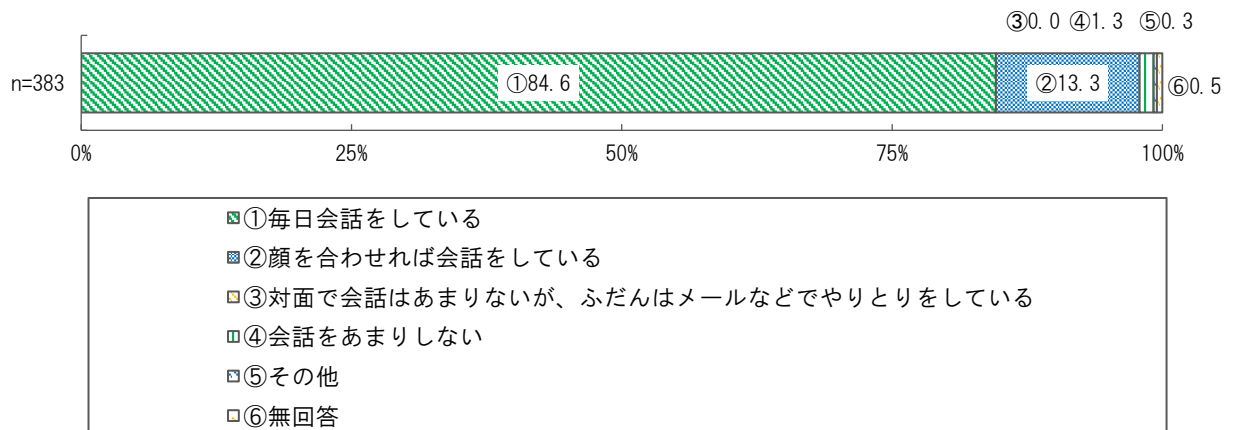 ③0.0 ④1.3 ⑤0.3
n=383
①84.6
②13.3
⑥0.5
0% 25% 50% 75% 100%
①毎日会話をしている
②顔を合わせれば会話をしている
③対面で会話はあまりないが、ふだんはメールなどでやりとりをしている
④会話をあまりしない
⑤その他
⑥無回答